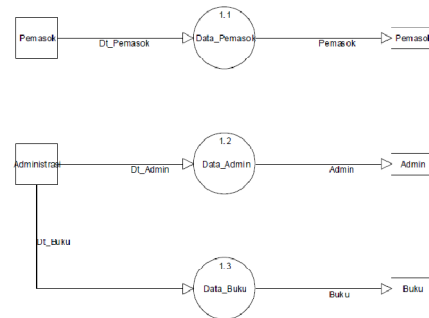 1.1
Pemasok
Data_Pemasok
Pemasok
Dt_Pemasok
Pemasok
1.2
Administrasi
Data_Admin
Admin
Dt_Admin
Admin
Dt_Buku
1.3
Data_Buku
Buku
Buku